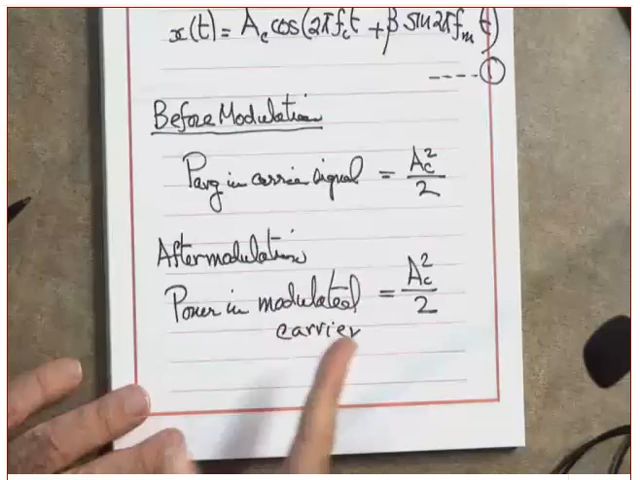 x(t) = A_c cos(2πf_c t + β sin 2πf_m t)
----①
Before Modulation
Pavg in carrier signal = A_c²/2
After modulation
Power in modulated = A_c²/2
carrier